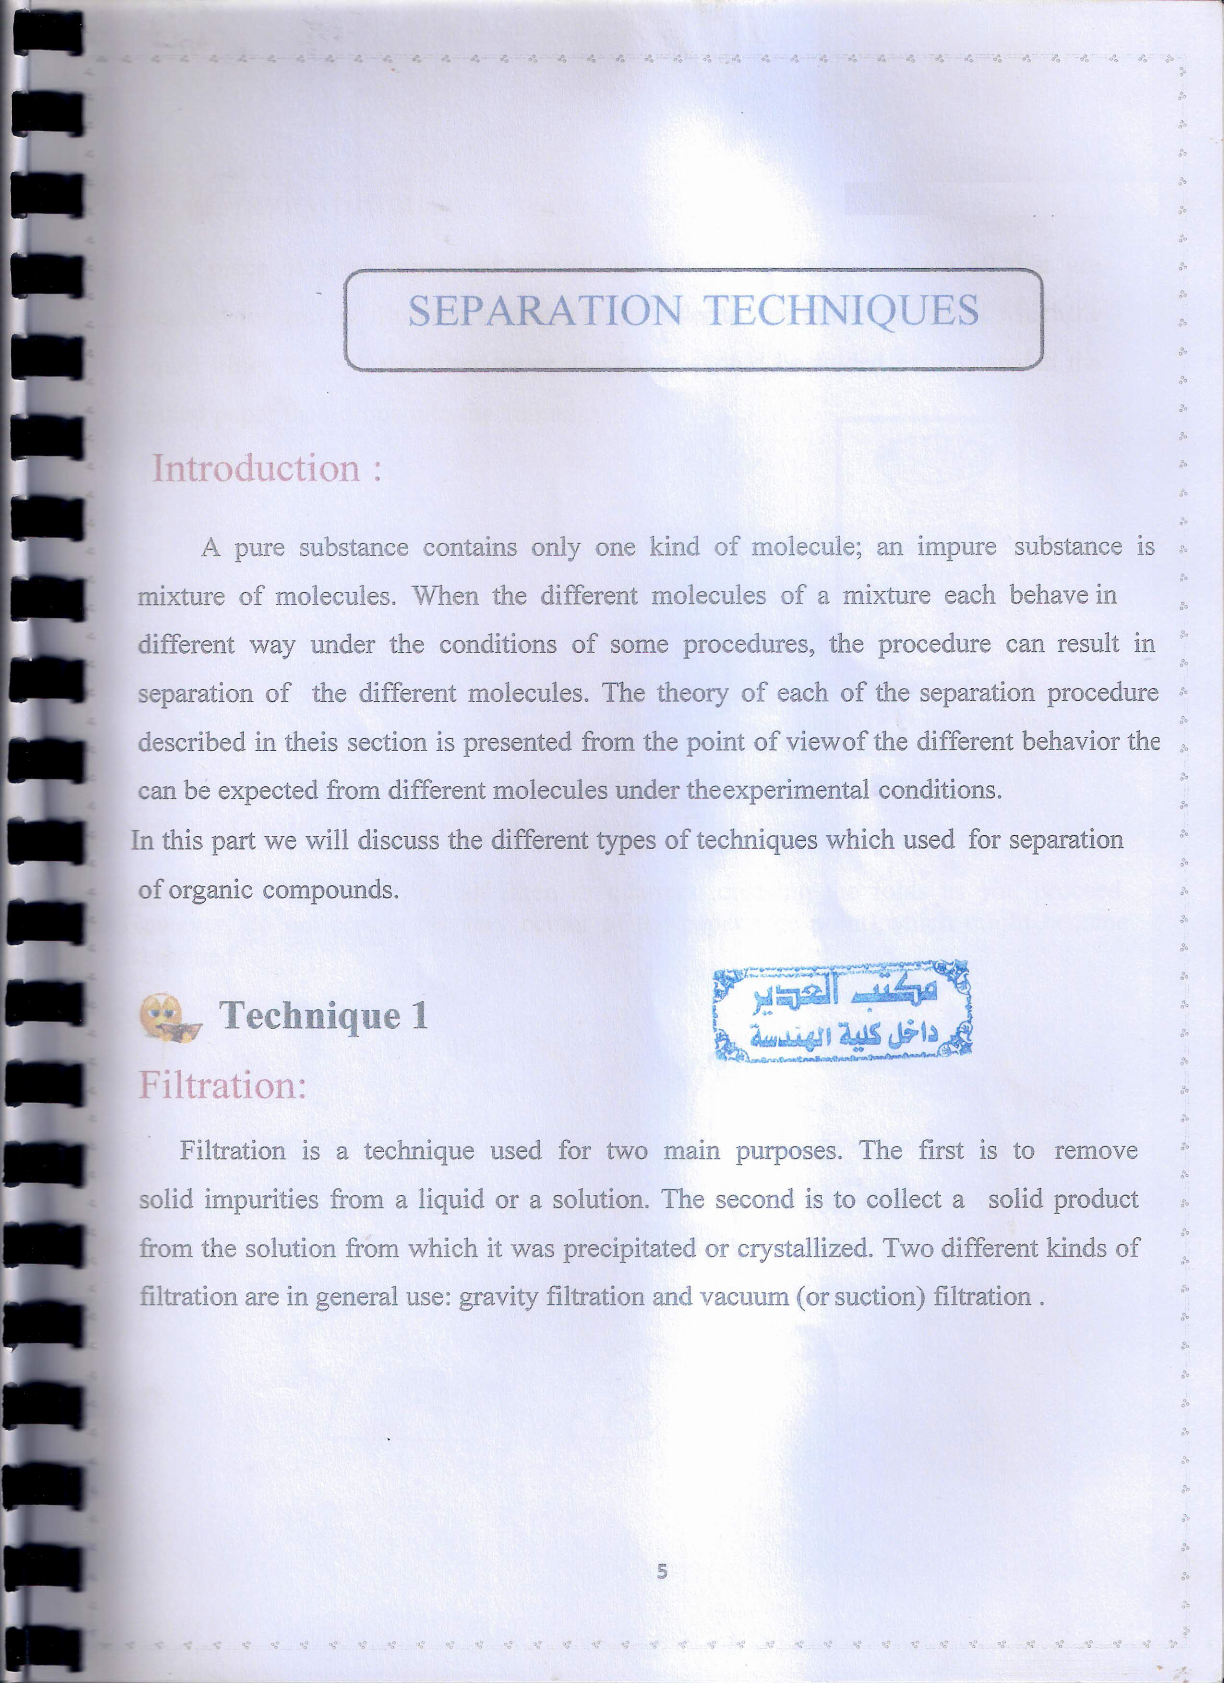 SEPARATION TECHNIQUES
Introduction :
A pure substance contains only one kind of molecule; an impure substance is
mixture of molecules. When the different molecules of a mixture each behave in
different way under the conditions of some procedures, the procedure can result in
separation of the different molecules. The theory of each of the separation procedure
described in theis section is presented from the point of viewof the different behavior the
can be expected from different molecules under theexperimental conditions.
In this part we will discuss the different types of techniques which used for separation
of organic compounds.
مكتب الغدير
داخل كلية الهندسة
Technique 1
Filtration:
Filtration is a technique used for two main purposes. The first is to remove
solid impurities from a liquid or a solution. The second is to collect a solid product
from the solution from which it was precipitated or crystallized. Two different kinds of
filtration are in general use: gravity filtration and vacuum (or suction) filtration .
5